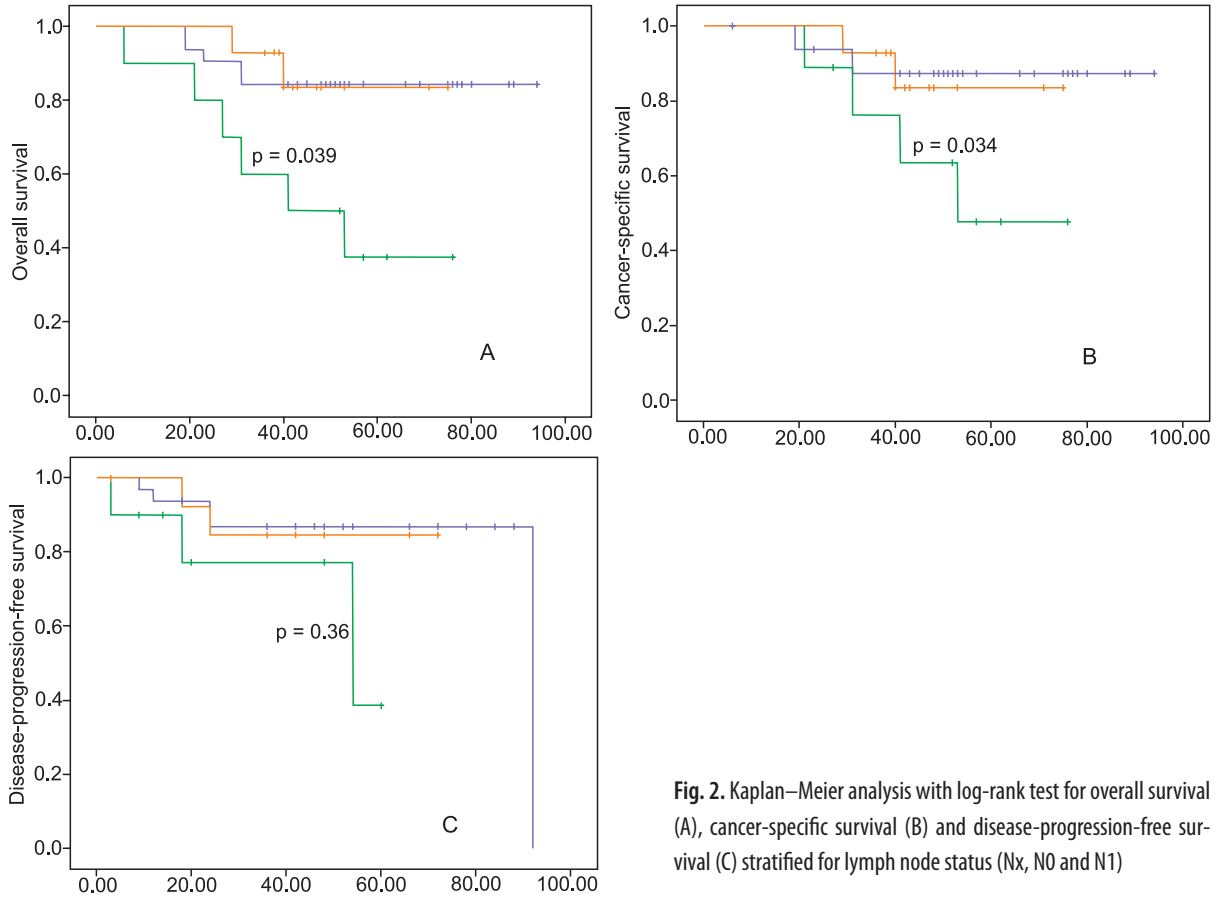 1.0
0.8
0.6
0.4
0.2
0.0
Overall survival
p = 0.039
A
0.00 20.00 40.00 60.00 80.00 100.00
1.0
0.8
0.6
0.4
0.2
0.0
Cancer-specific survival
p = 0.034
B
0.00 20.00 40.00 60.00 80.00 100.00
1.0
0.8
0.6
0.4
0.2
0.0
Disease-progression-free survival
p = 0.36
C
0.00 20.00 40.00 60.00 80.00 100.00
Fig. 2. Kaplan–Meier analysis with log-rank test for overall survival
(A), cancer-specific survival (B) and disease-progression-free sur-
vival (C) stratified for lymph node status (Nx, N0 and N1)